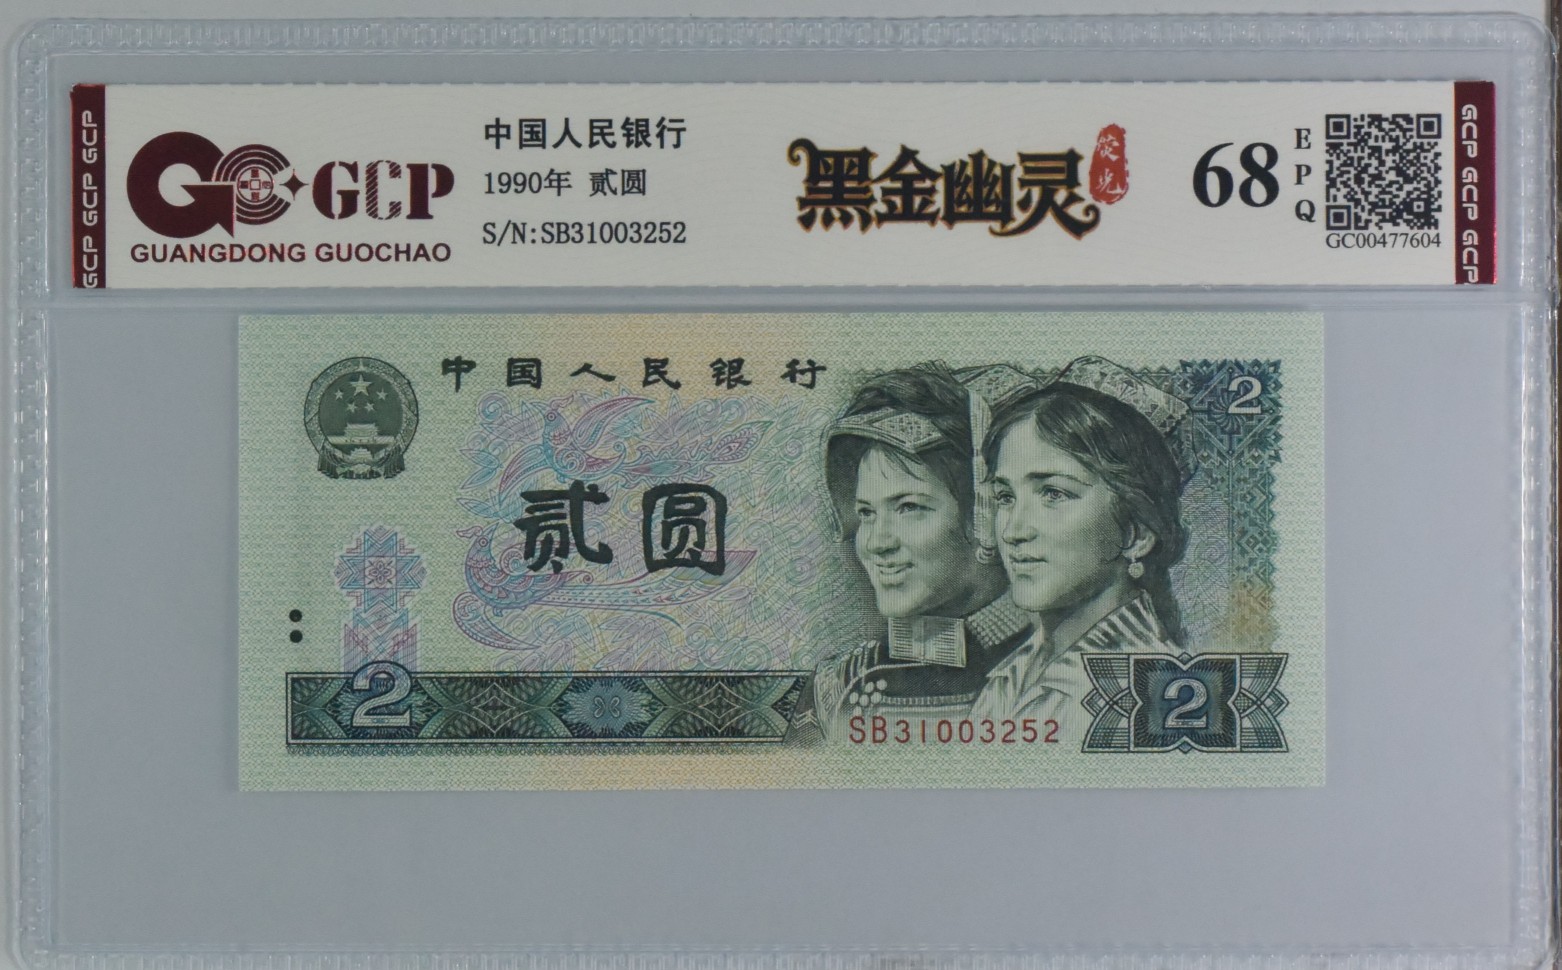 GCP GCP GCP
GCP
GUANGDONG GUOCHAO
中国人民银行
1990年 贰圆
S/N:SB31003252
黑金幽灵
荧光
68
EPQ
GC00477604
GCP GCP GCP
中国人民银行
2
贰圆
2
SB31003252
2